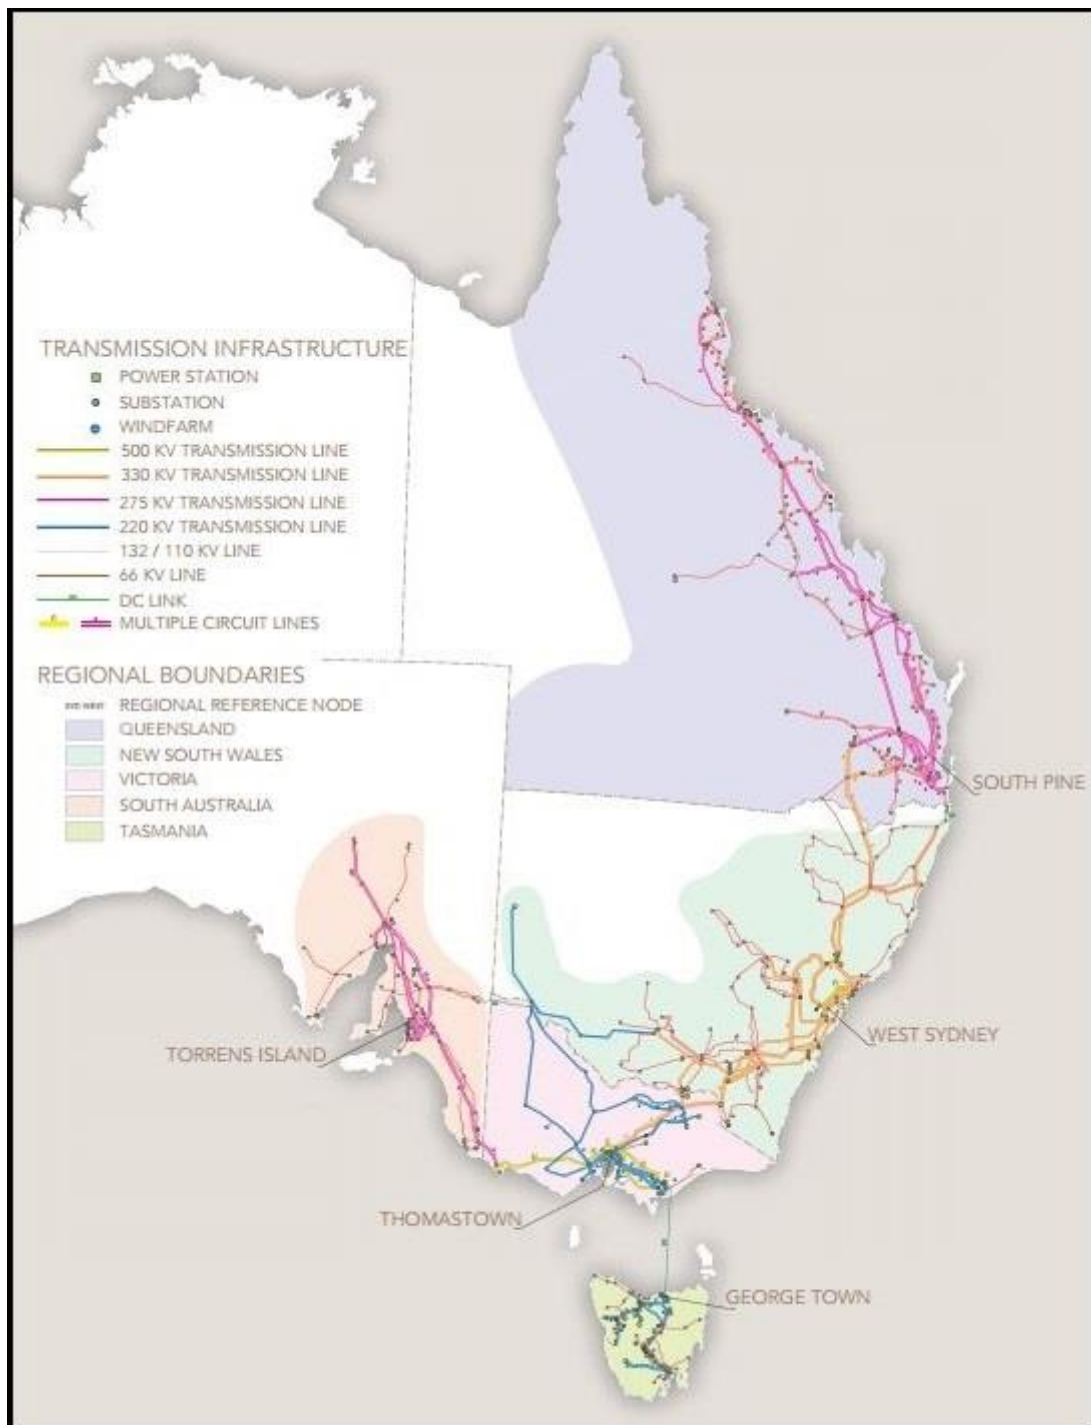 TRANSMISSION INFRASTRUCTURE
POWER STATION
SUBSTATION
WINDFARM
500 KV TRANSMISSION LINE
330 KV TRANSMISSION LINE
275 KV TRANSMISSION LINE
220 KV TRANSMISSION LINE
132 / 110 KV LINE
66 KV LINE
DC LINK
MULTIPLE CIRCUIT LINES
REGIONAL BOUNDARIES
REGIONAL REFERENCE NODE
QUEENSLAND
NEW SOUTH WALES
VICTORIA
SOUTH AUSTRALIA
TASMANIA
SOUTH PINE
WEST SYDNEY
TORRENS ISLAND
THOMASTOWN
GEORGE TOWN